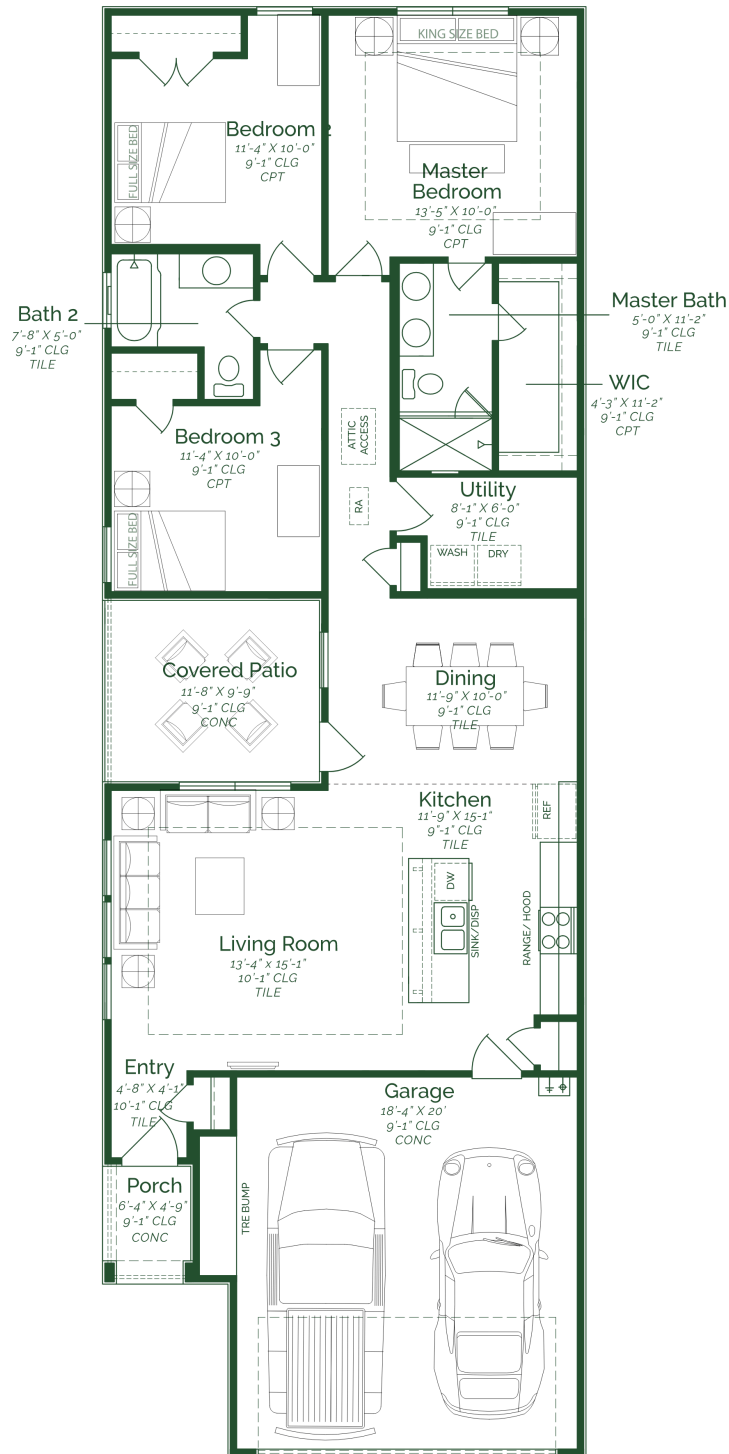 KING SIZE BED
FULL SIZE BED
Bedroom 2
11'-4" X 10'-0"
9'-1" CLG
CPT
Master
Bedroom
13'-5" X 10'-0"
9'-1" CLG
CPT
Bath 2
7'-8" X 5'-0"
9'-1" CLG
TILE
Master Bath
5'-0" X 11'-2"
9'-1" CLG
TILE
WIC
4'-3" X 11'-2"
9'-1" CLG
CPT
ATTIC
ACCESS
Bedroom 3
11'-4" X 10'-0"
9'-1" CLG
CPT
FULL SIZE BED
RA
Utility
8'-1" X 6'-0"
9'-1" CLG
TILE
WASH
DRY
Covered Patio
11'-8" X 9'-9"
9'-1" CLG
CONC
Dining
11'-9" X 10'-0"
9'-1" CLG
TILE
Kitchen
11'-9" X 15'-1"
9"-1" CLG
TILE
REF
DW
SINK/DISP
RANGE/ HOOD
Living Room
13'-4" x 15'-1"
10'-1" CLG
TILE
Entry
4'-8" X 4'-1"
10'-1" CLG
TILE
Garage
18'-4" X 20'
9'-1" CLG
CONC
Porch
6'-4" X 4'-9"
9'-1" CLG
CONC
TRE BUMP